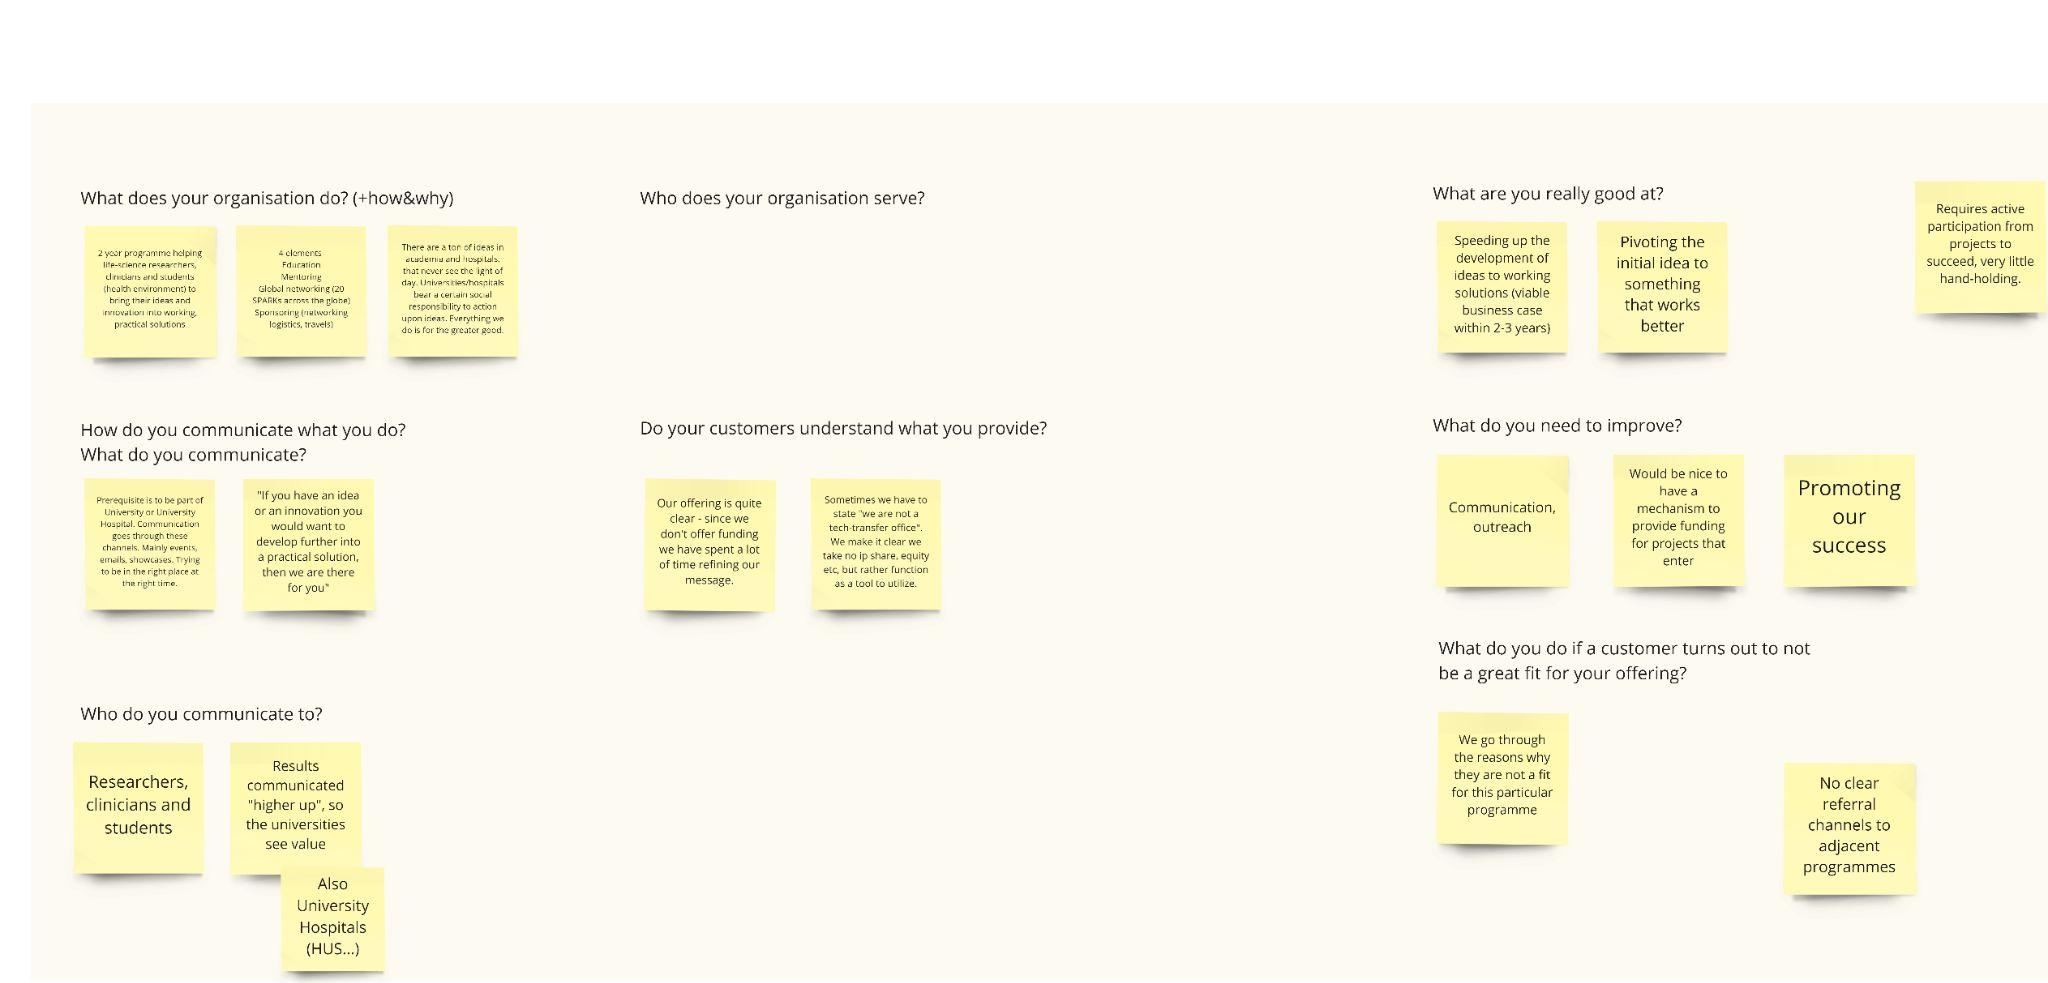 What does your organisation do? (+how&why)
2 year programme helping
life-science researchers,
clinicians and students
(health environment) to
bring their ideas and
innovation into working,
practical solutions
4 elements
Education
Mentoring
Global networking (20
SPARKs across the globe)
Sponsoring (networking
logistics, travels)
There are a ton of ideas in
academia and hospitals,
that never see the light of
day. Universities/hospitals
bear a certain social
responsibility to action
upon ideas. Everything we
do is for the greater good.
Who does your organisation serve?
What are you really good at?
Speeding up the
development of
ideas to working
solutions (viable
business case
within 2-3 years)
Pivoting the
initial idea to
something
that works
better
Requires active
participation from
projects to
succeed, very little
hand-holding.
How do you communicate what you do?
What do you communicate?
Prerequisite is to be part of
University or University
Hospital. Communication
goes through these
channels. Mainly events,
emails, showcases. Trying
to be in the right place at
the right time.
"If you have an idea
or an innovation you
would want to
develop further into
a practical solution,
then we are there
for you"
Do your customers understand what you provide?
Our offering is quite
clear - since we
don't offer funding
we have spent a lot
of time refining our
message.
Sometimes we have to
state "we are not a
tech-transfer office".
We make it clear we
take no ip share, equity
etc, but rather function
as a tool to utilize.
What do you need to improve?
Communication,
outreach
Would be nice to
have a
mechanism to
provide funding
for projects that
enter
Promoting
our
success
What do you do if a customer turns out to not
be a great fit for your offering?
We go through
the reasons why
they are not a fit
for this particular
programme
No clear
referral
channels to
adjacent
programmes
Who do you communicate to?
Researchers,
clinicians and
students
Results
communicated
"higher up", so
the universities
see value
Also
University
Hospitals
(HUS...)